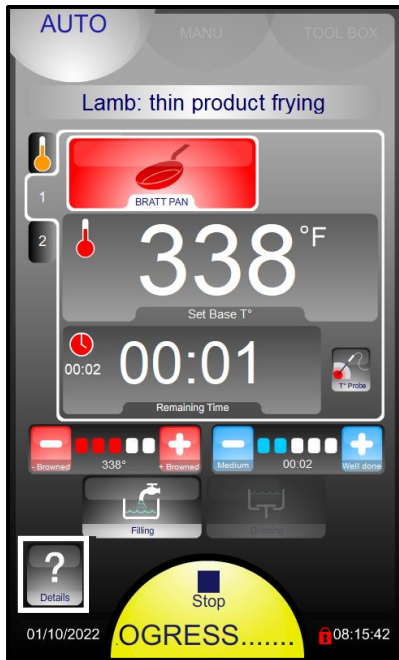 AUTO
MANU
TOOL BOX
Lamb: thin product frying
1
BRATT PAN
2
338°F
Set Base T°
00:02
00:01
Remaining Time
T° Probe
- Browned
338°
+ Browned
Medium
00:02
Well done
Filling
Draining
?
Details
Stop
OGRESS.......
01/10/2022
08:15:42